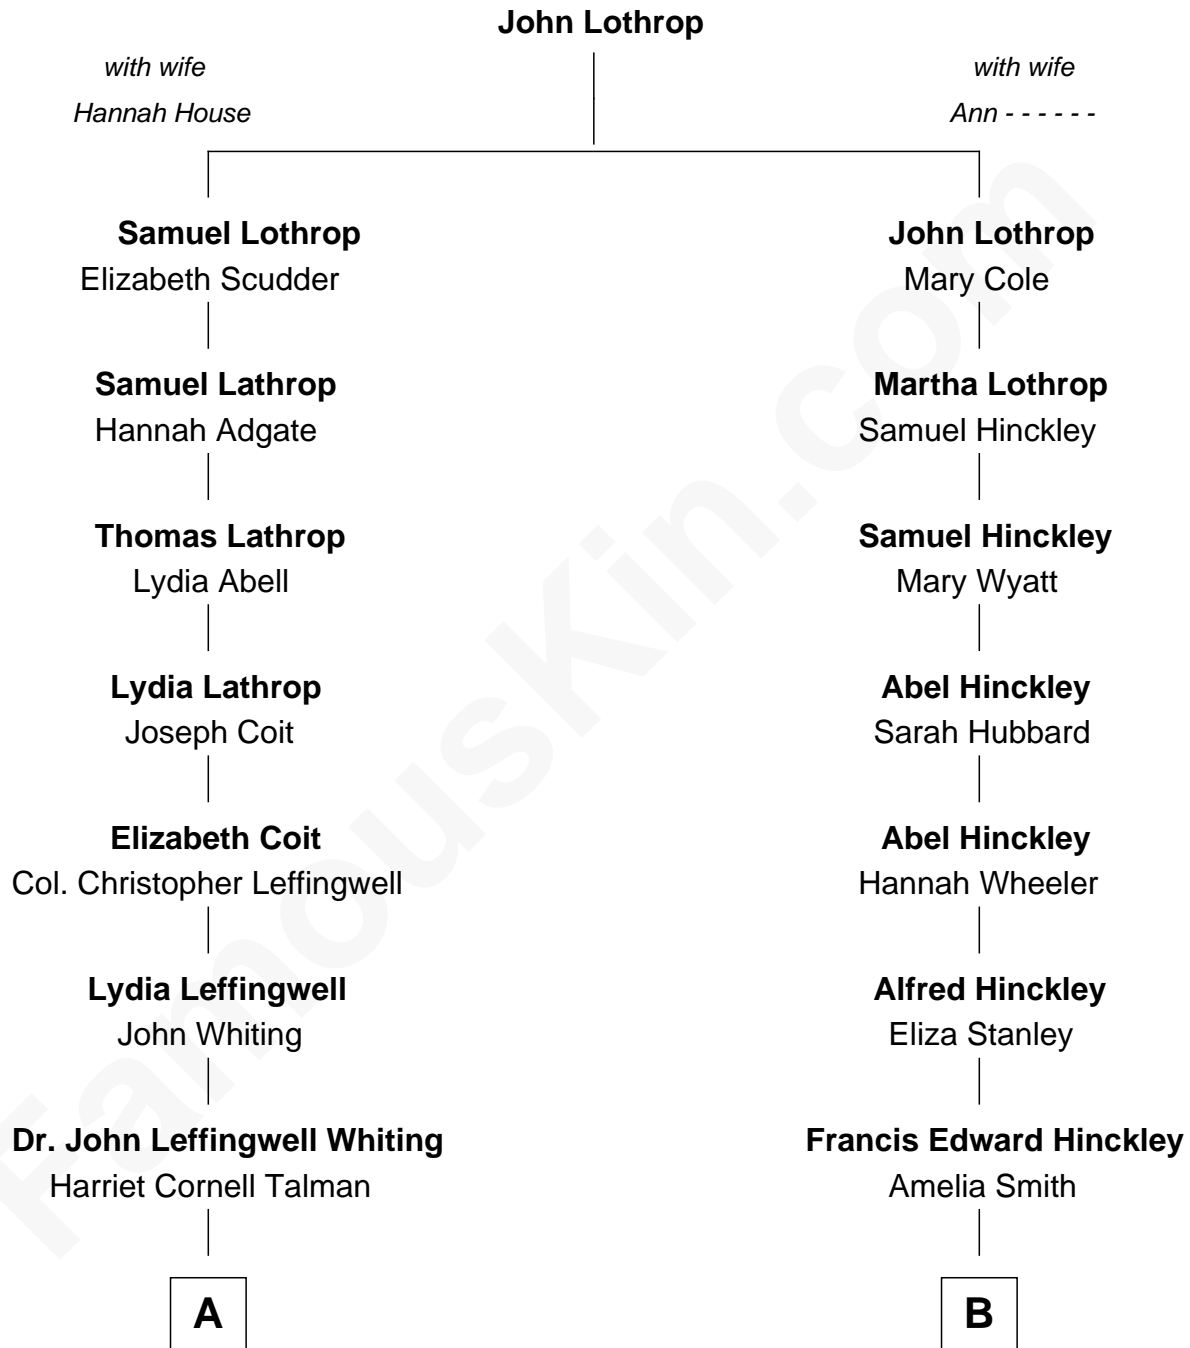 John Lothrop
with wife
Hannah House
with wife
Ann - - - - - -
Samuel Lothrop
Elizabeth Scudder
John Lothrop
Mary Cole
Samuel Lathrop
Hannah Adgate
Martha Lothrop
Samuel Hinckley
Thomas Lathrop
Lydia Abell
Samuel Hinckley
Mary Wyatt
Lydia Lathrop
Joseph Coit
Abel Hinckley
Sarah Hubbard
Elizabeth Coit
Col. Christopher Leffingwell
Abel Hinckley
Hannah Wheeler
Lydia Leffingwell
John Whiting
Alfred Hinckley
Eliza Stanley
Dr. John Leffingwell Whiting
Harriet Cornell Talman
Francis Edward Hinckley
Amelia Smith
A
B
FamousKin.com